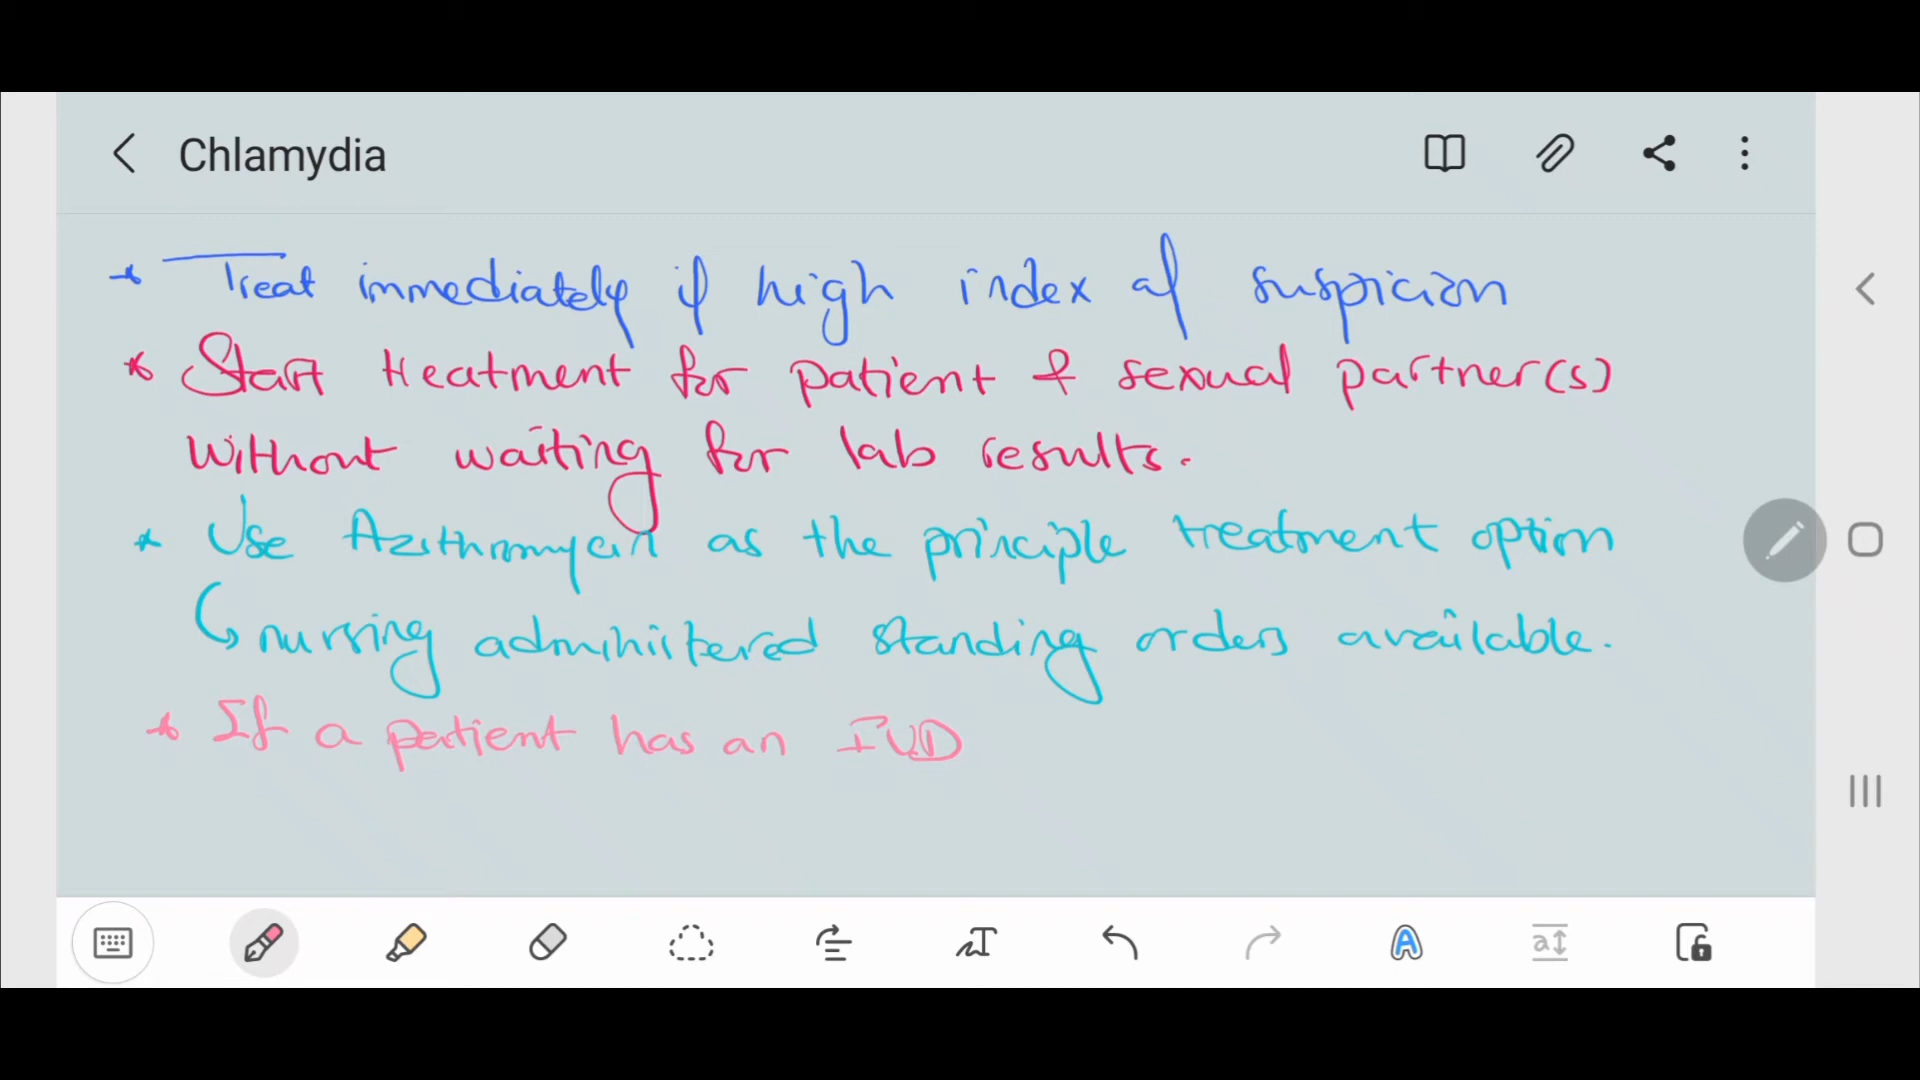 Chlamydia
* Treat immediately if high index of suspicion
* Start treatment for patient & sexual partner(s)
without waiting for lab results.
* Use Azithromycin as the principle treatment option
↳ nursing administered standing orders available.
* If a patient has an IUD